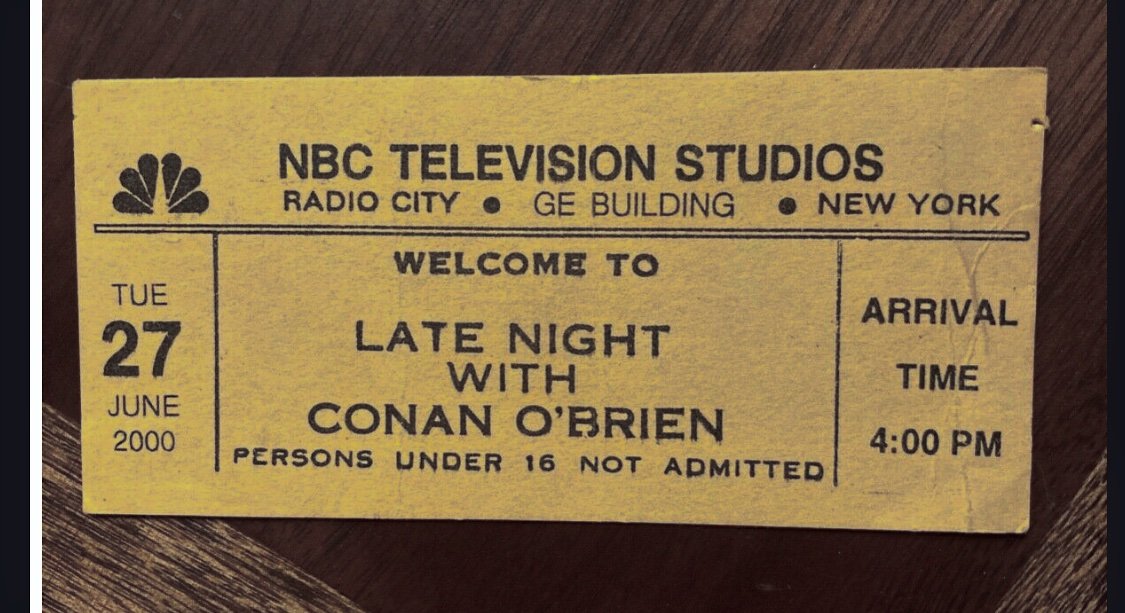 NBC TELEVISION STUDIOS
RADIO CITY • GE BUILDING • NEW YORK
TUE
27
JUNE
2000
WELCOME TO
LATE NIGHT
WITH
CONAN O'BRIEN
PERSONS UNDER 16 NOT ADMITTED
ARRIVAL
TIME
4:00 PM